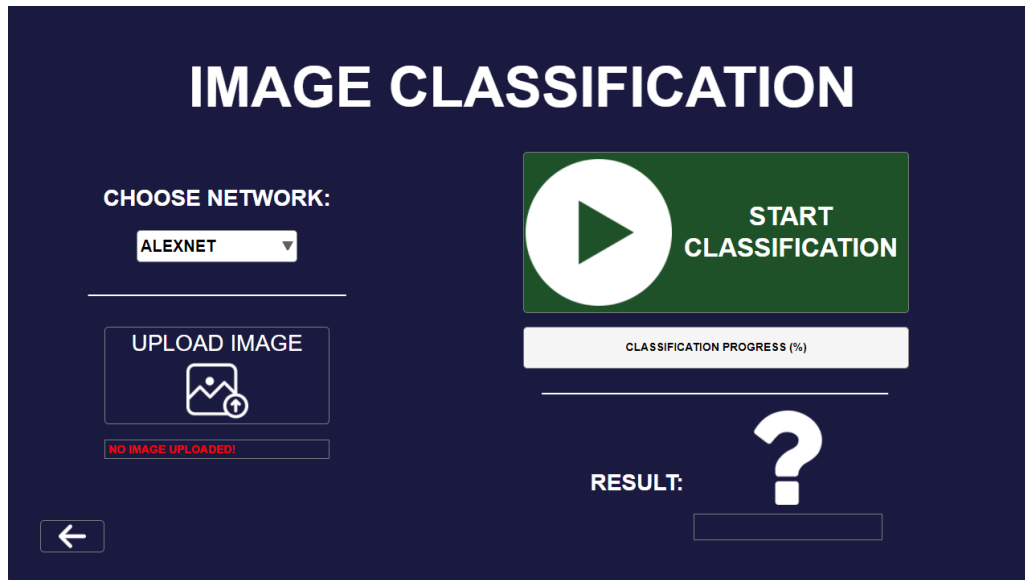 IMAGE CLASSIFICATION
CHOOSE NETWORK:
ALEXNET
UPLOAD IMAGE
NO IMAGE UPLOADED!
START
CLASSIFICATION
CLASSIFICATION PROGRESS (%)
RESULT:
?